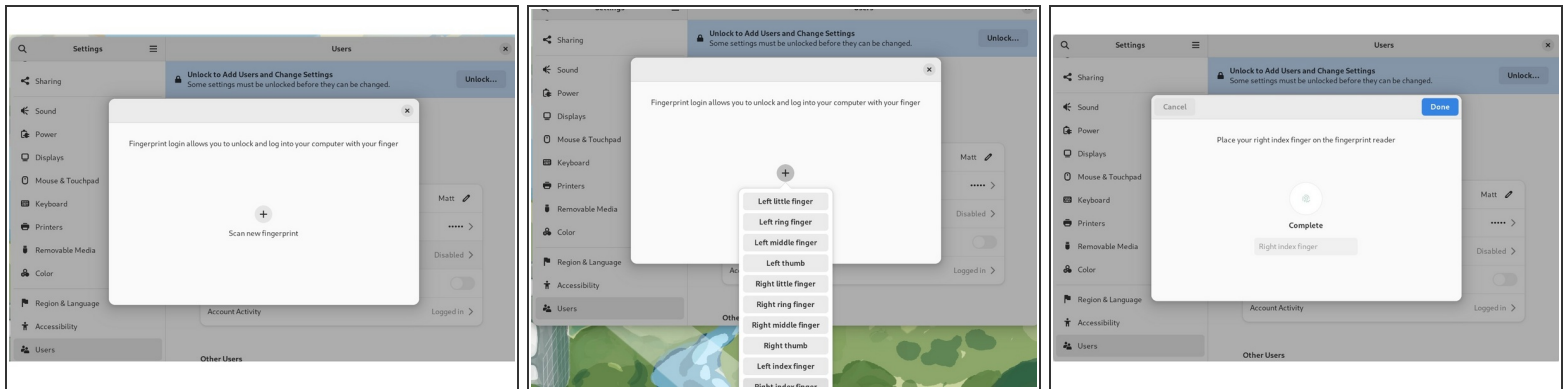 Settings
Users
Unlock to Add Users and Change Settings
Some settings must be unlocked before they can be changed.
Unlock...
Sharing
Sound
Power
Displays
Mouse & Touchpad
Keyboard
Printers
Removable Media
Color
Region & Language
Accessibility
Users
Fingerprint login allows you to unlock and log into your computer with your finger
Scan new fingerprint
Matt
•••••
Disabled
Account Activity
Logged in
Other Users
Sharing
Unlock to Add Users and Change Settings
Some settings must be unlocked before they can be changed.
Unlock...
Sound
Power
Displays
Mouse & Touchpad
Keyboard
Printers
Removable Media
Color
Region & Language
Accessibility
Users
Fingerprint login allows you to unlock and log into your computer with your finger
Left little finger
Left ring finger
Left middle finger
Left thumb
Right little finger
Right ring finger
Right middle finger
Right thumb
Left index finger
Right index finger
Matt
•••••
Disabled
Logged in
Settings
Users
Unlock to Add Users and Change Settings
Some settings must be unlocked before they can be changed.
Unlock...
Sharing
Sound
Power
Displays
Mouse & Touchpad
Keyboard
Printers
Removable Media
Color
Region & Language
Accessibility
Users
Cancel
Done
Place your right index finger on the fingerprint reader
Complete
Right index finger
Matt
•••••
Disabled
Account Activity
Logged in
Other Users